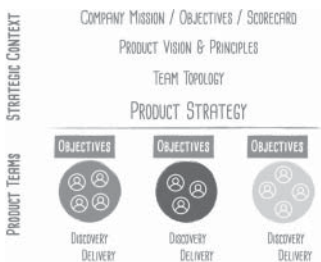 STRATEGIC CONTEXT
COMPANY MISSION / OBJECTIVES / SCORECARD
PRODUCT VISION & PRINCIPLES
TEAM TOPOLOGY
PRODUCT STRATEGY
PRODUCT TEAMS
OBJECTIVES OBJECTIVES OBJECTIVES
DISCOVERY DISCOVERY DISCOVERY
DELIVERY DELIVERY DELIVERY